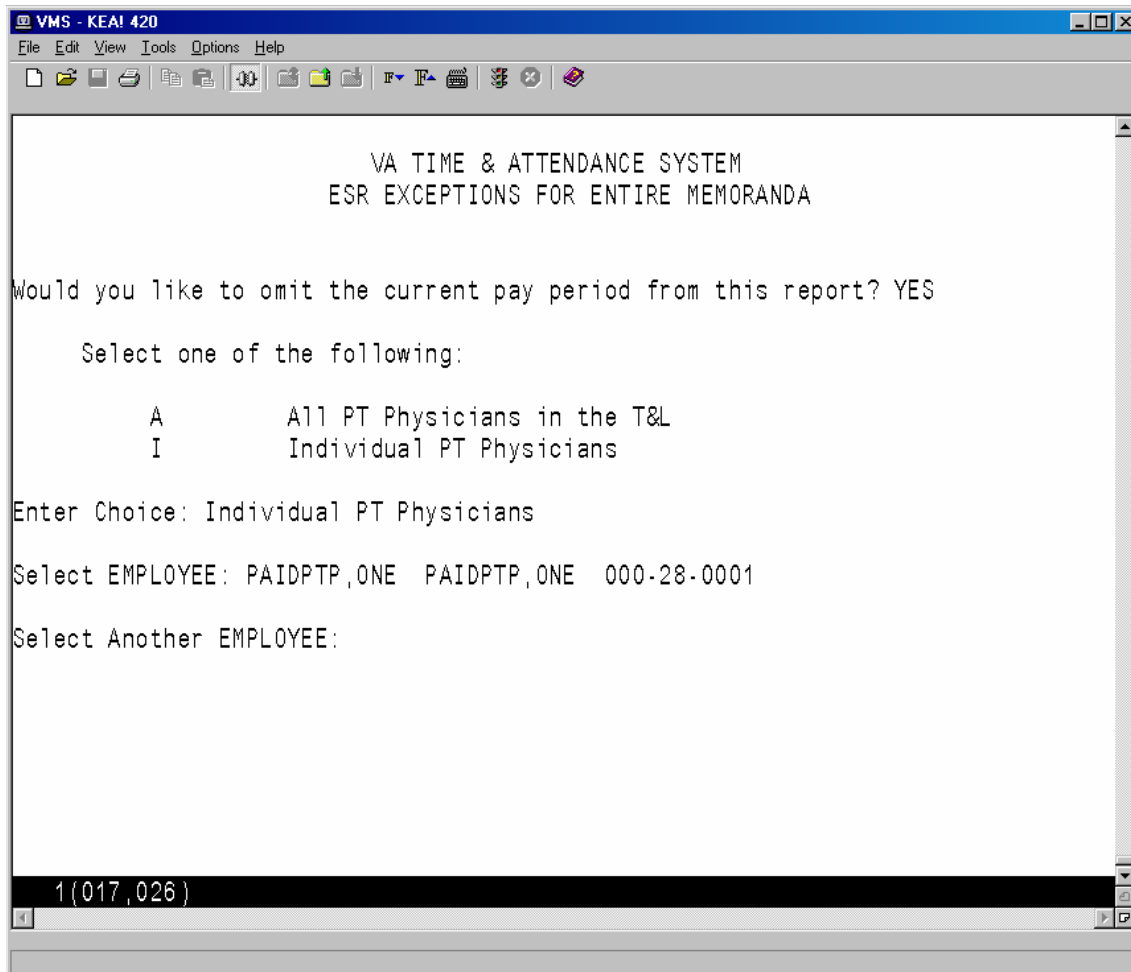 VMS - KEA! 420
File Edit View Tools Options Help
VA TIME & ATTENDANCE SYSTEM
ESR EXCEPTIONS FOR ENTIRE MEMORANDA
Would you like to omit the current pay period from this report? YES
Select one of the following:
A All PT Physicians in the T&L
I Individual PT Physicians
Enter Choice: Individual PT Physicians
Select EMPLOYEE: PAIDPTP,ONE PAIDPTP,ONE 000-28-0001
Select Another EMPLOYEE:
1(017,026)